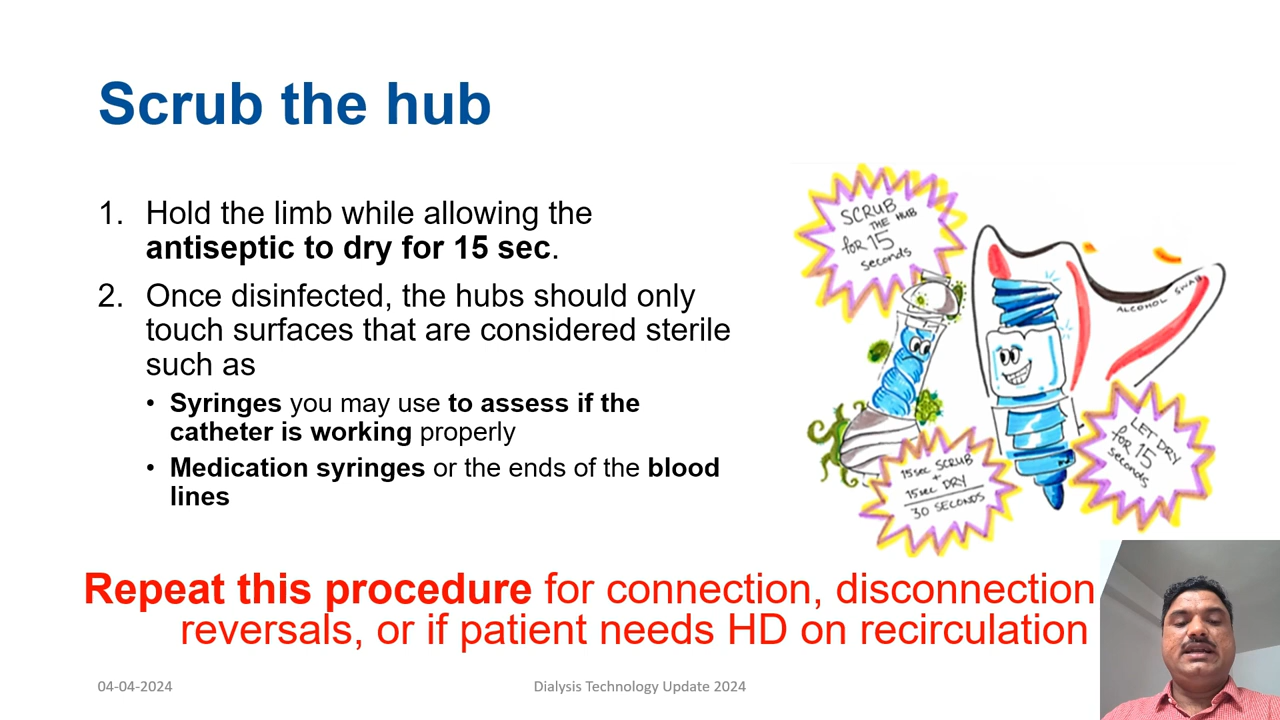 Scrub the hub
1. Hold the limb while allowing the
antiseptic to dry for 15 sec.
2. Once disinfected, the hubs should only
touch surfaces that are considered sterile
such as
• Syringes you may use to assess if the
catheter is working properly
• Medication syringes or the ends of the blood
lines
SCRUB
THE HUB
for 15
seconds
ALCOHOL SWAB
LET DRY
for 15
seconds
15sec SCRUB
+
15sec DRY
30 SECONDS
Repeat this procedure for connection, disconnection
reversals, or if patient needs HD on recirculation
04-04-2024
Dialysis Technology Update 2024